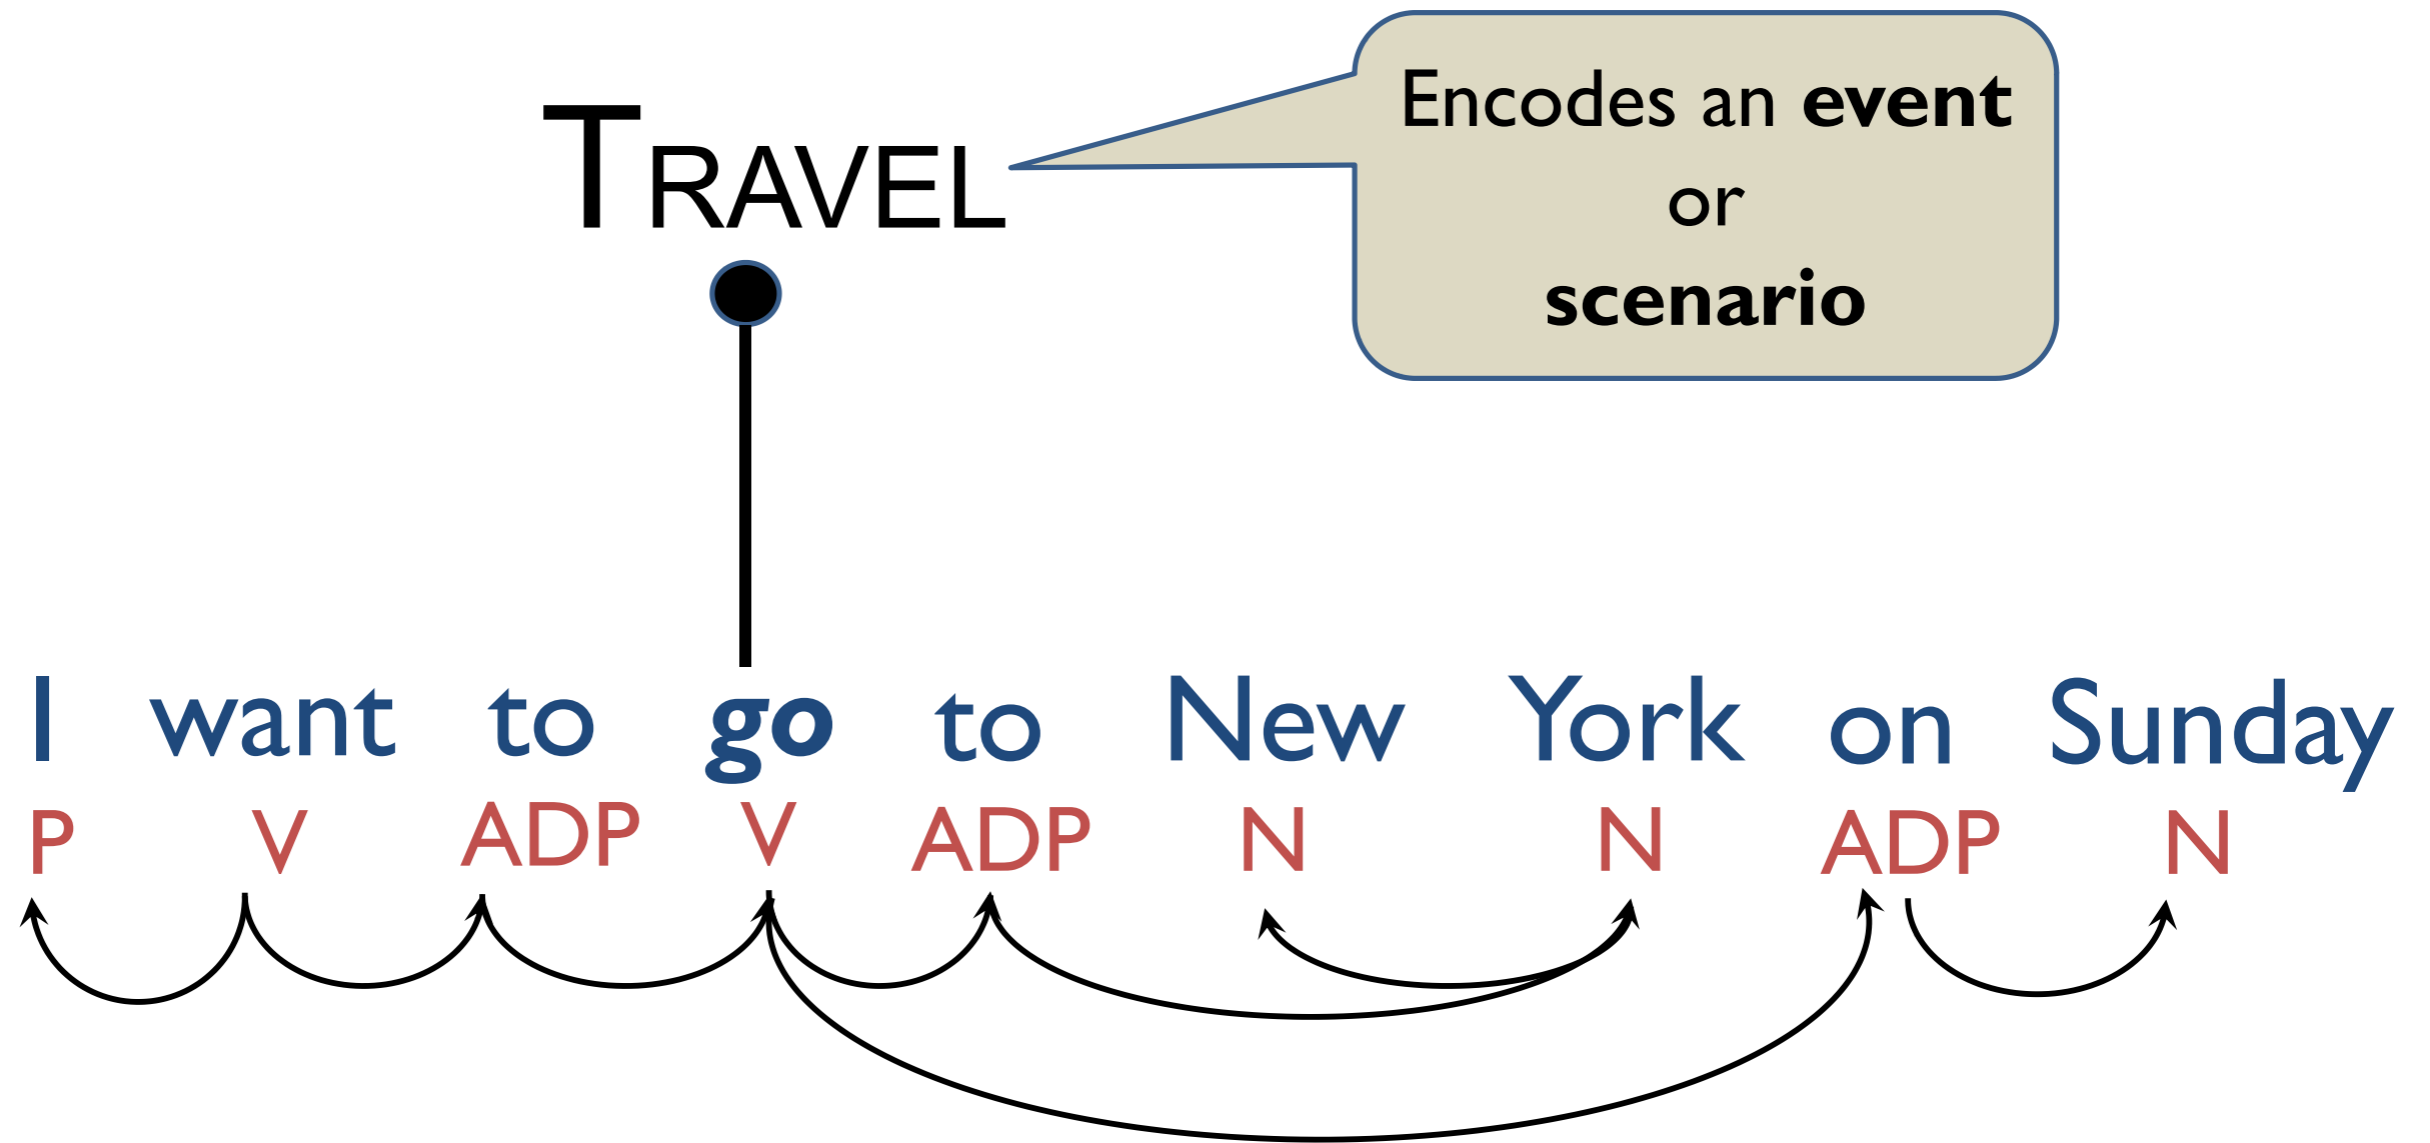 TRAVEL
Encodes an event
or
scenario
I want to go to New York on Sunday
P V ADP V ADP N N ADP N